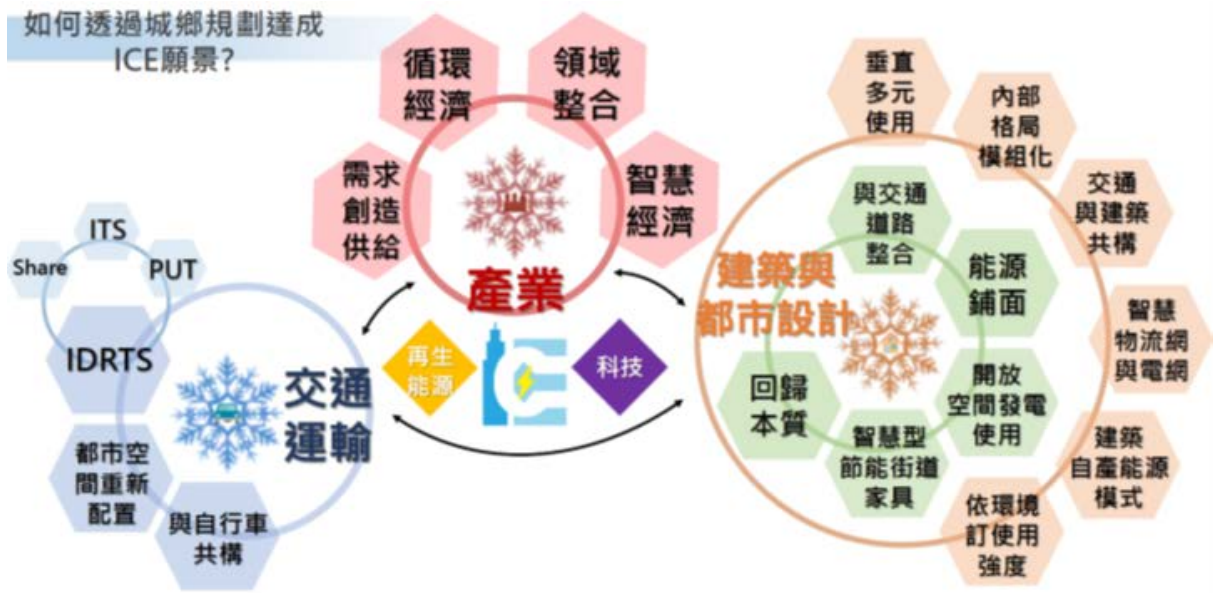 如何透過城鄉規劃達成
ICE願景?
循環
經濟
領域
整合
需求
創造
供給
智慧
經濟
產業
ITS
Share
PUT
IDRTS
交通
運輸
都市空
間重新
配置
與自行車
共構
再生
能源
CE
科技
建築與
都市設計
與交通
道路
整合
能源
鋪面
開放
空間發電
使用
智慧型
節能街道
家具
回歸
本質
垂直
多元
使用
內部
格局
模組化
交通
與建築
共構
智慧
物流網
與電網
建築
自產能源
模式
依環境
訂使用
強度